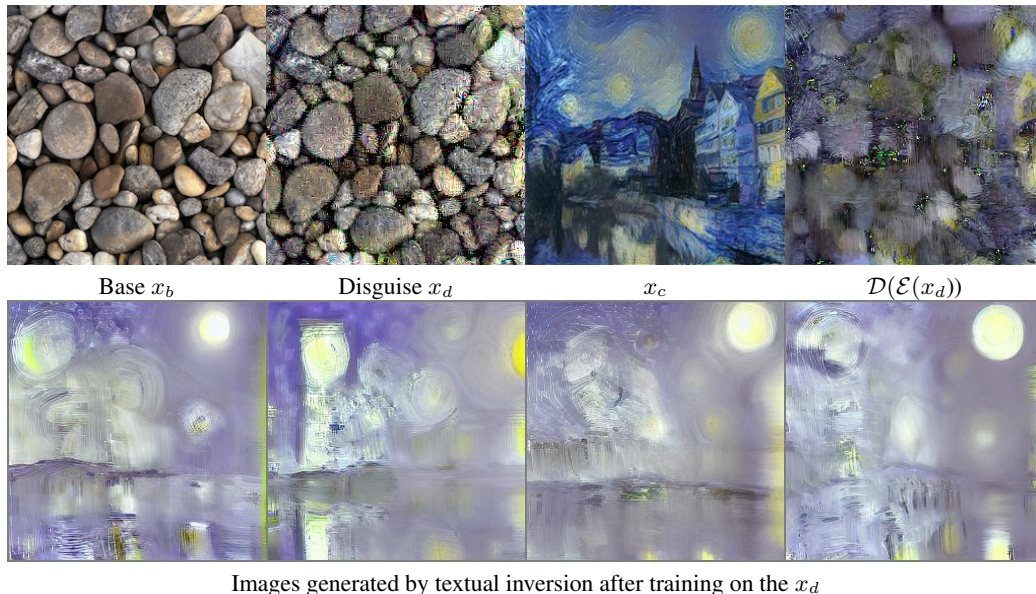 Base $x_b$ Disguise $x_d$ $x_c$ $\mathcal{D}(\mathcal{E}(x_d))$
Images generated by textual inversion after training on the $x_d$